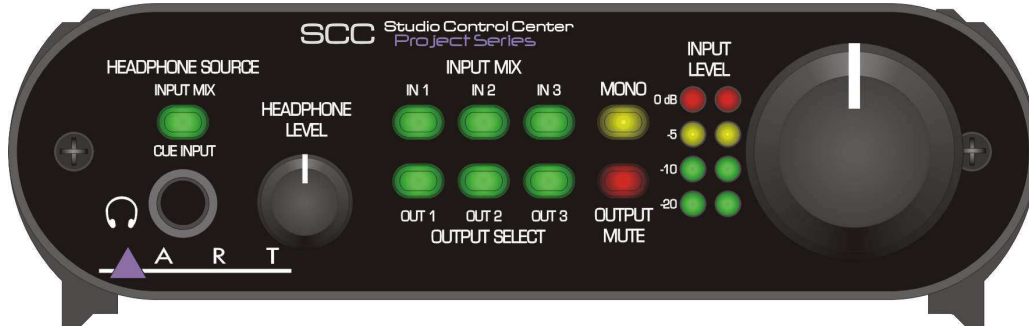 SCC Studio Control Center
Project Series
HEADPHONE SOURCE
INPUT MIX
CUE INPUT
HEADPHONE
LEVEL
INPUT MIX
IN 1 IN 2 IN 3
OUT 1 OUT 2 OUT 3
OUTPUT SELECT
MONO
OUTPUT
MUTE
INPUT
LEVEL
0 dB
-5
-10
-20
A R T